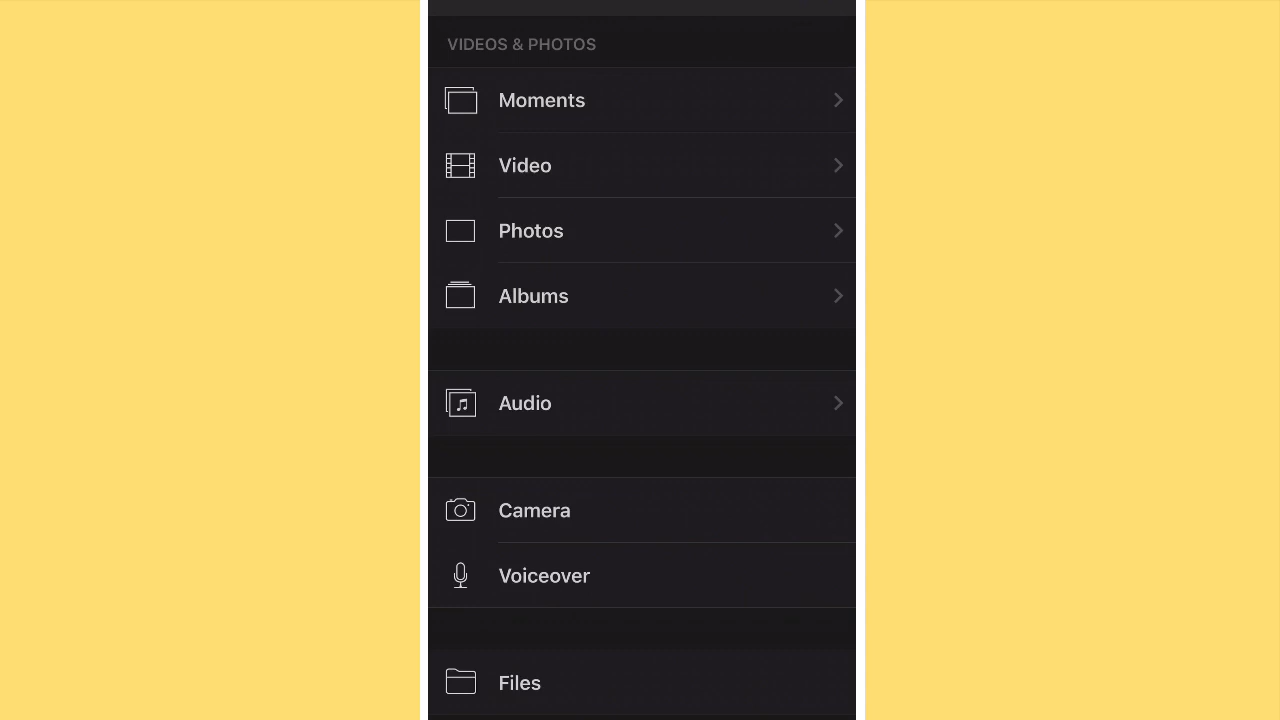 VIDEOS & PHOTOS
Moments
Video
Photos
Albums
Audio
Camera
Voiceover
Files